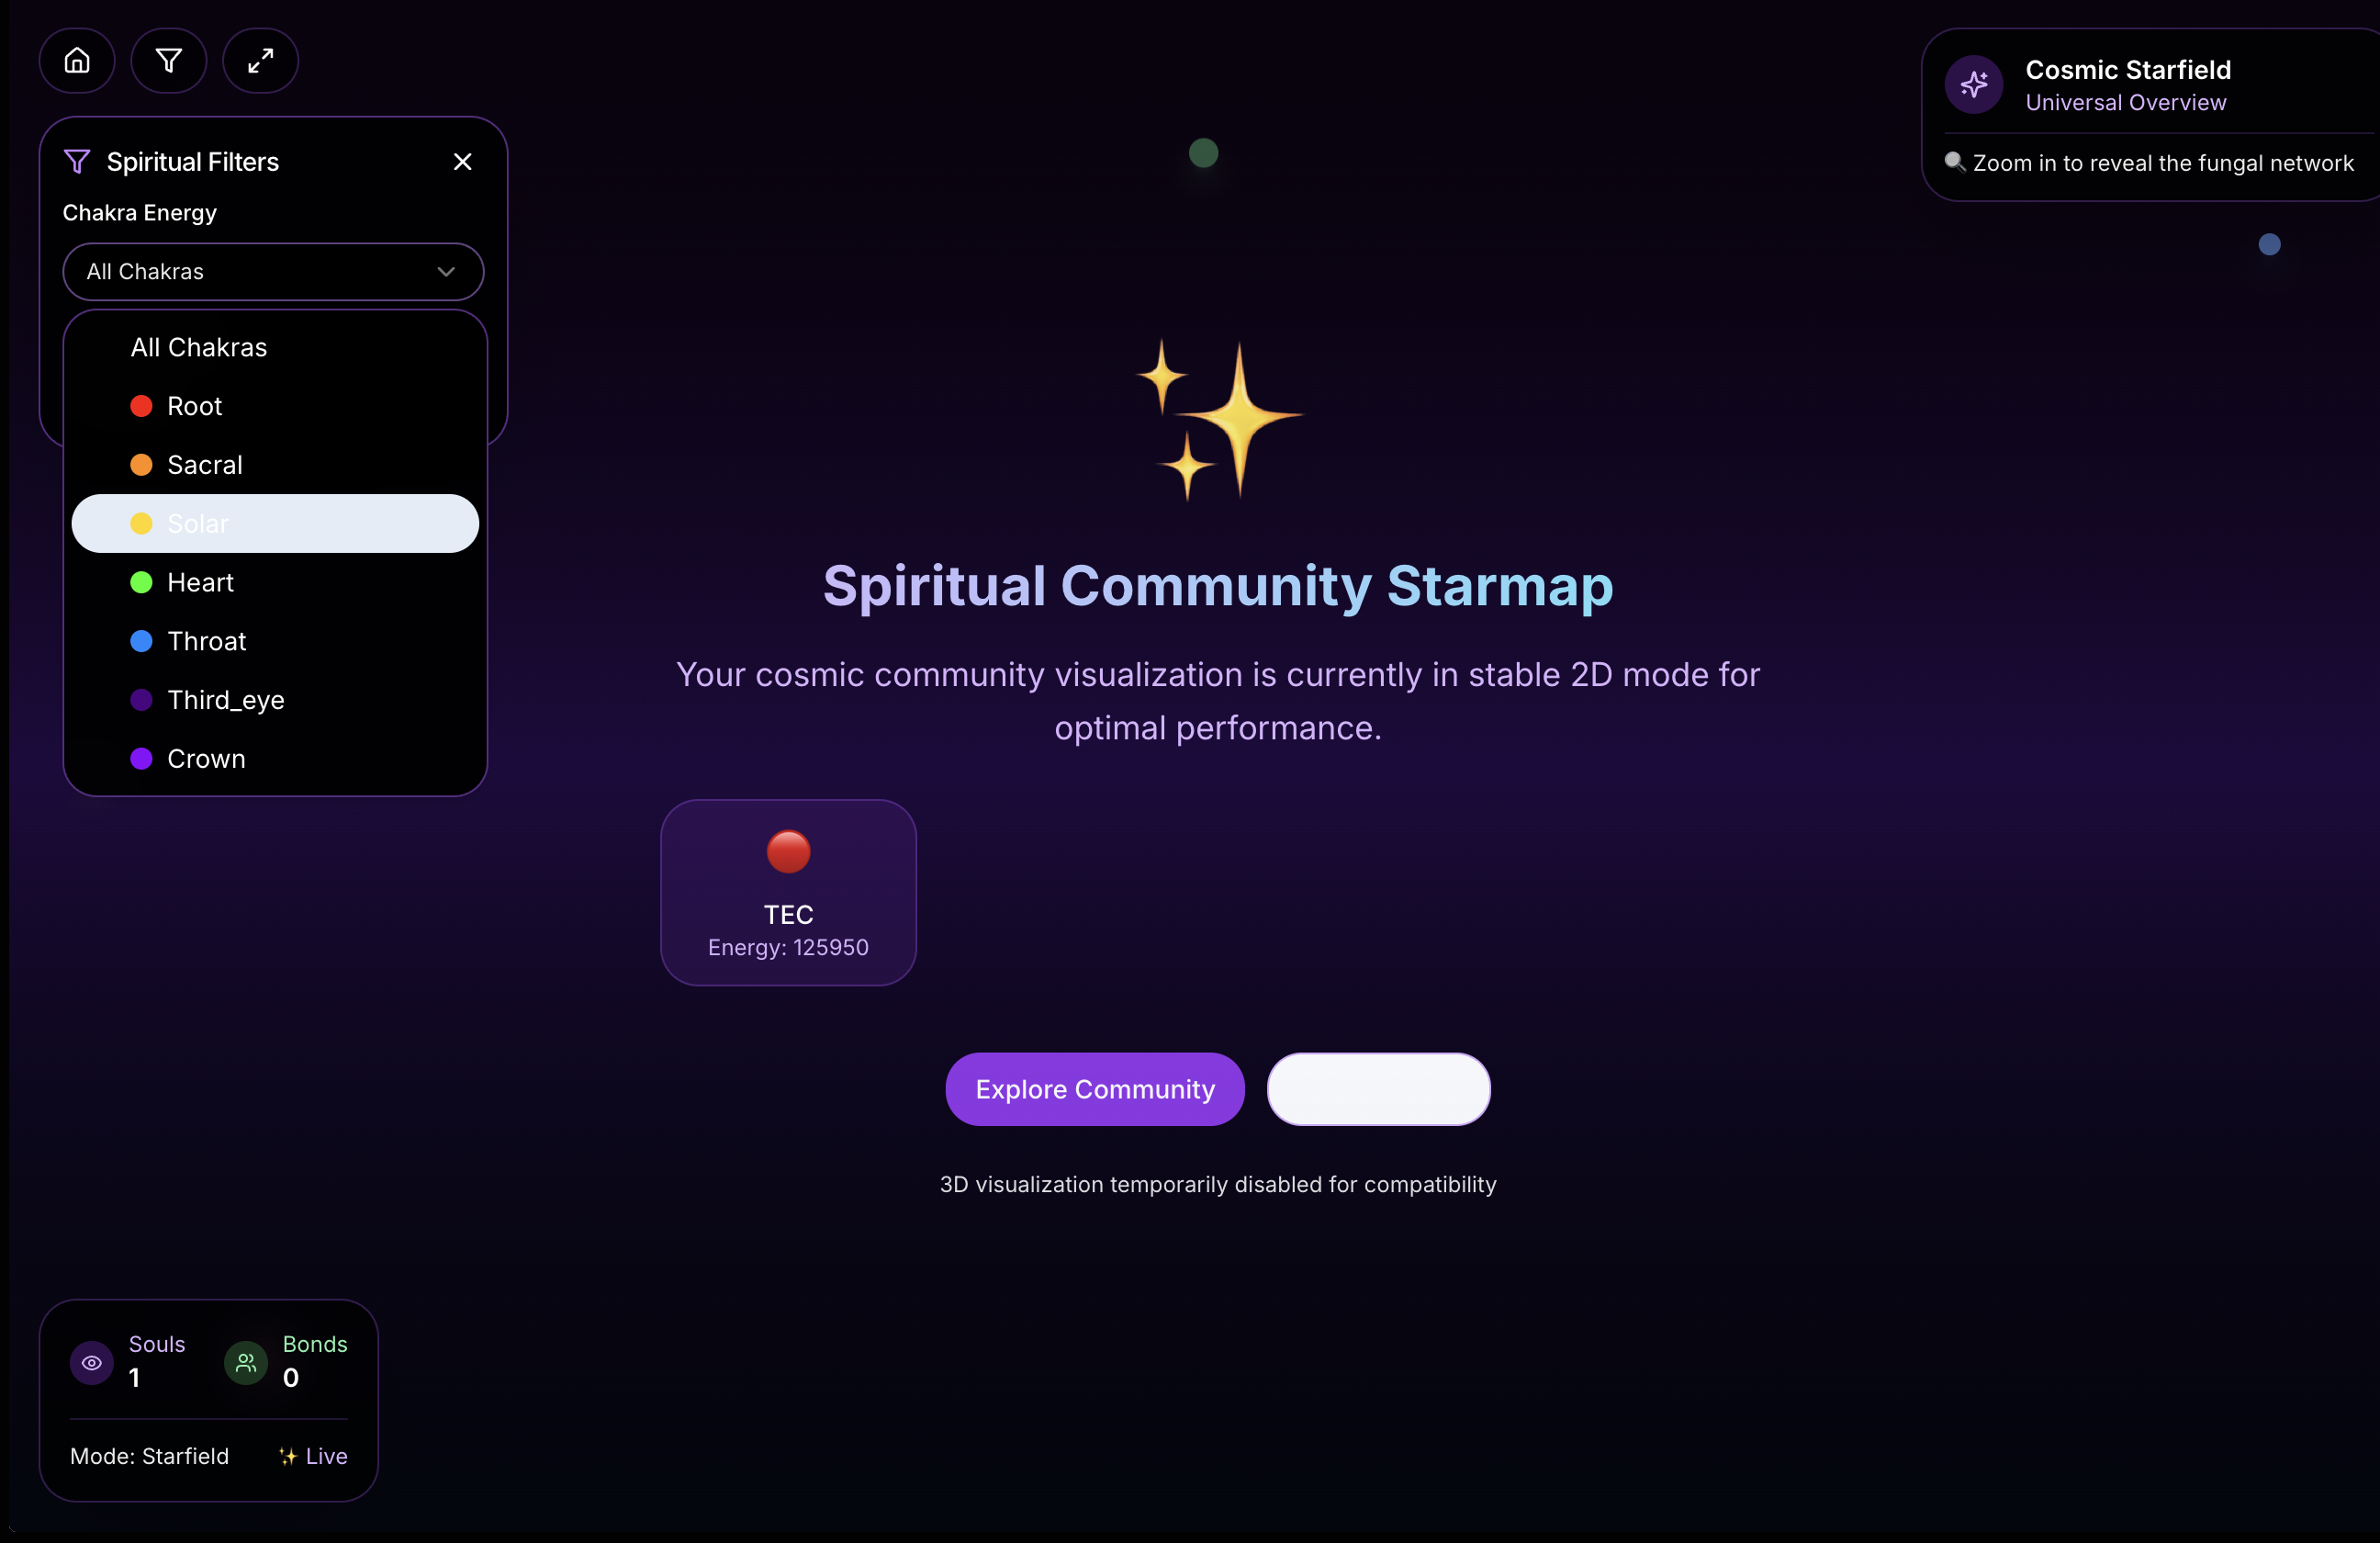 Cosmic Starfield
Universal Overview
Zoom in to reveal the fungal network
Spiritual Filters
Chakra Energy
All Chakras
All Chakras
Root
Sacral
Solar
Heart
Throat
Third_eye
Crown
Spiritual Community Starmap
Your cosmic community visualization is currently in stable 2D mode for
optimal performance.
TEC
Energy: 125950
Explore Community
3D visualization temporarily disabled for compatibility
Souls
1
Bonds
0
Mode: Starfield
✨ Live